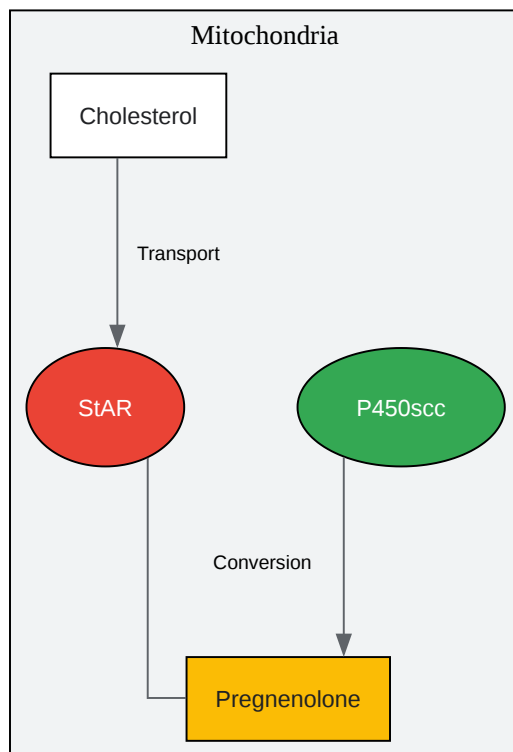 Mitochondria
Cholesterol
Transport
StAR
P450scc
Conversion
Pregnenolone